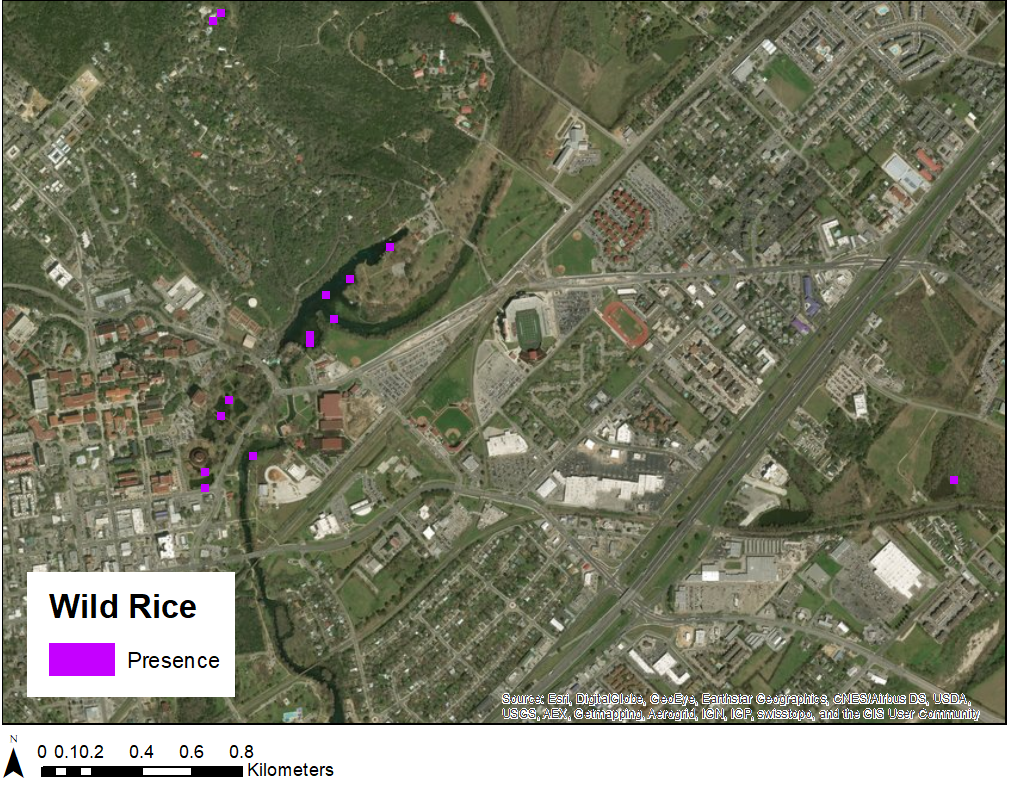 Wild Rice
Presence
Source: Esri, DigitalGlobe, GeoEye, Earthstar Geographics, CNES/Airbus DS, USDA,
USGS, AEX, Getmapping, Aerogrid, IGN, IGP, swisstopo, and the GIS User Community
N
0 0.10.2 0.4 0.6 0.8
Kilometers